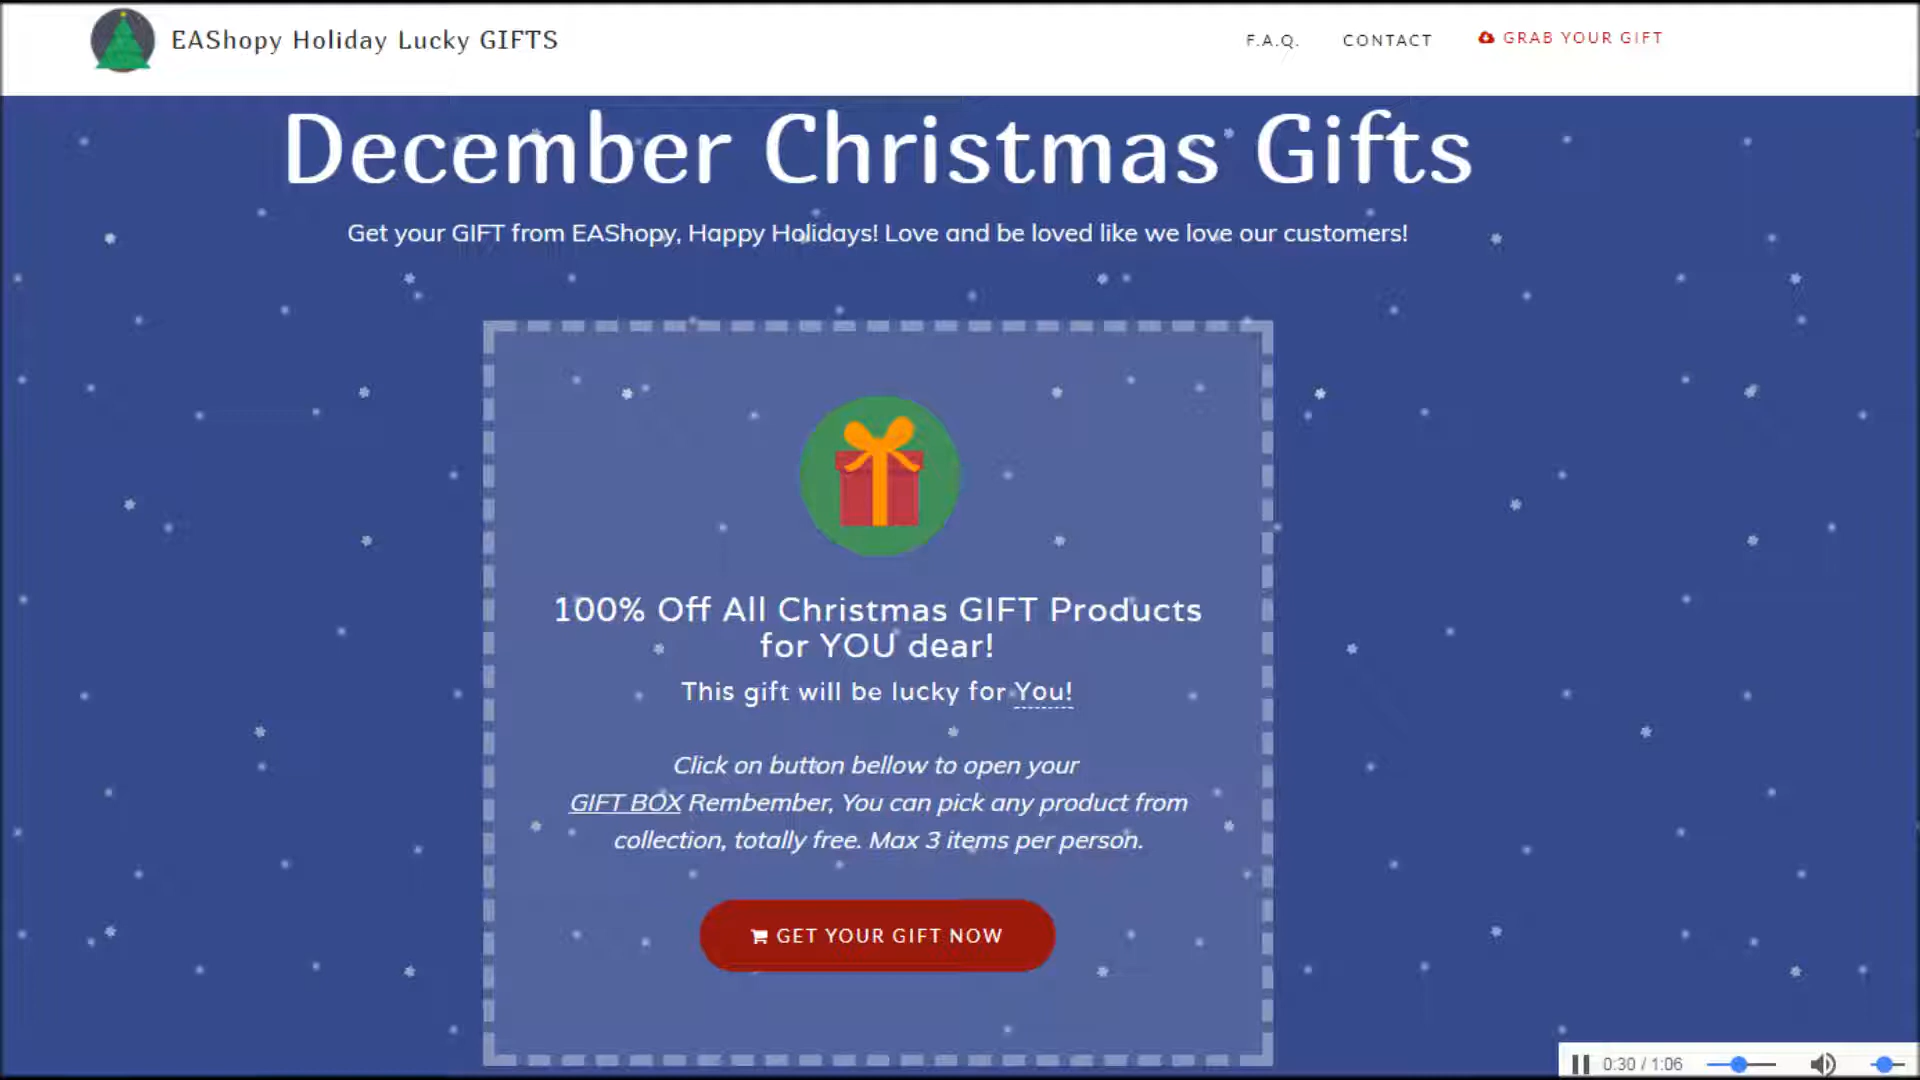 EAShopy Holiday Lucky GIFTS
F.A.Q.
CONTACT
GRAB YOUR GIFT
December Christmas Gifts
Get your GIFT from EAShopy, Happy Holidays! Love and be loved like we love our customers!
100% Off All Christmas GIFT Products
for YOU dear!
This gift will be lucky for You!
Click on button bellow to open your
GIFT BOX Rembember, You can pick any product from
collection, totally free. Max 3 items per person.
GET YOUR GIFT NOW
0:30 / 1:06